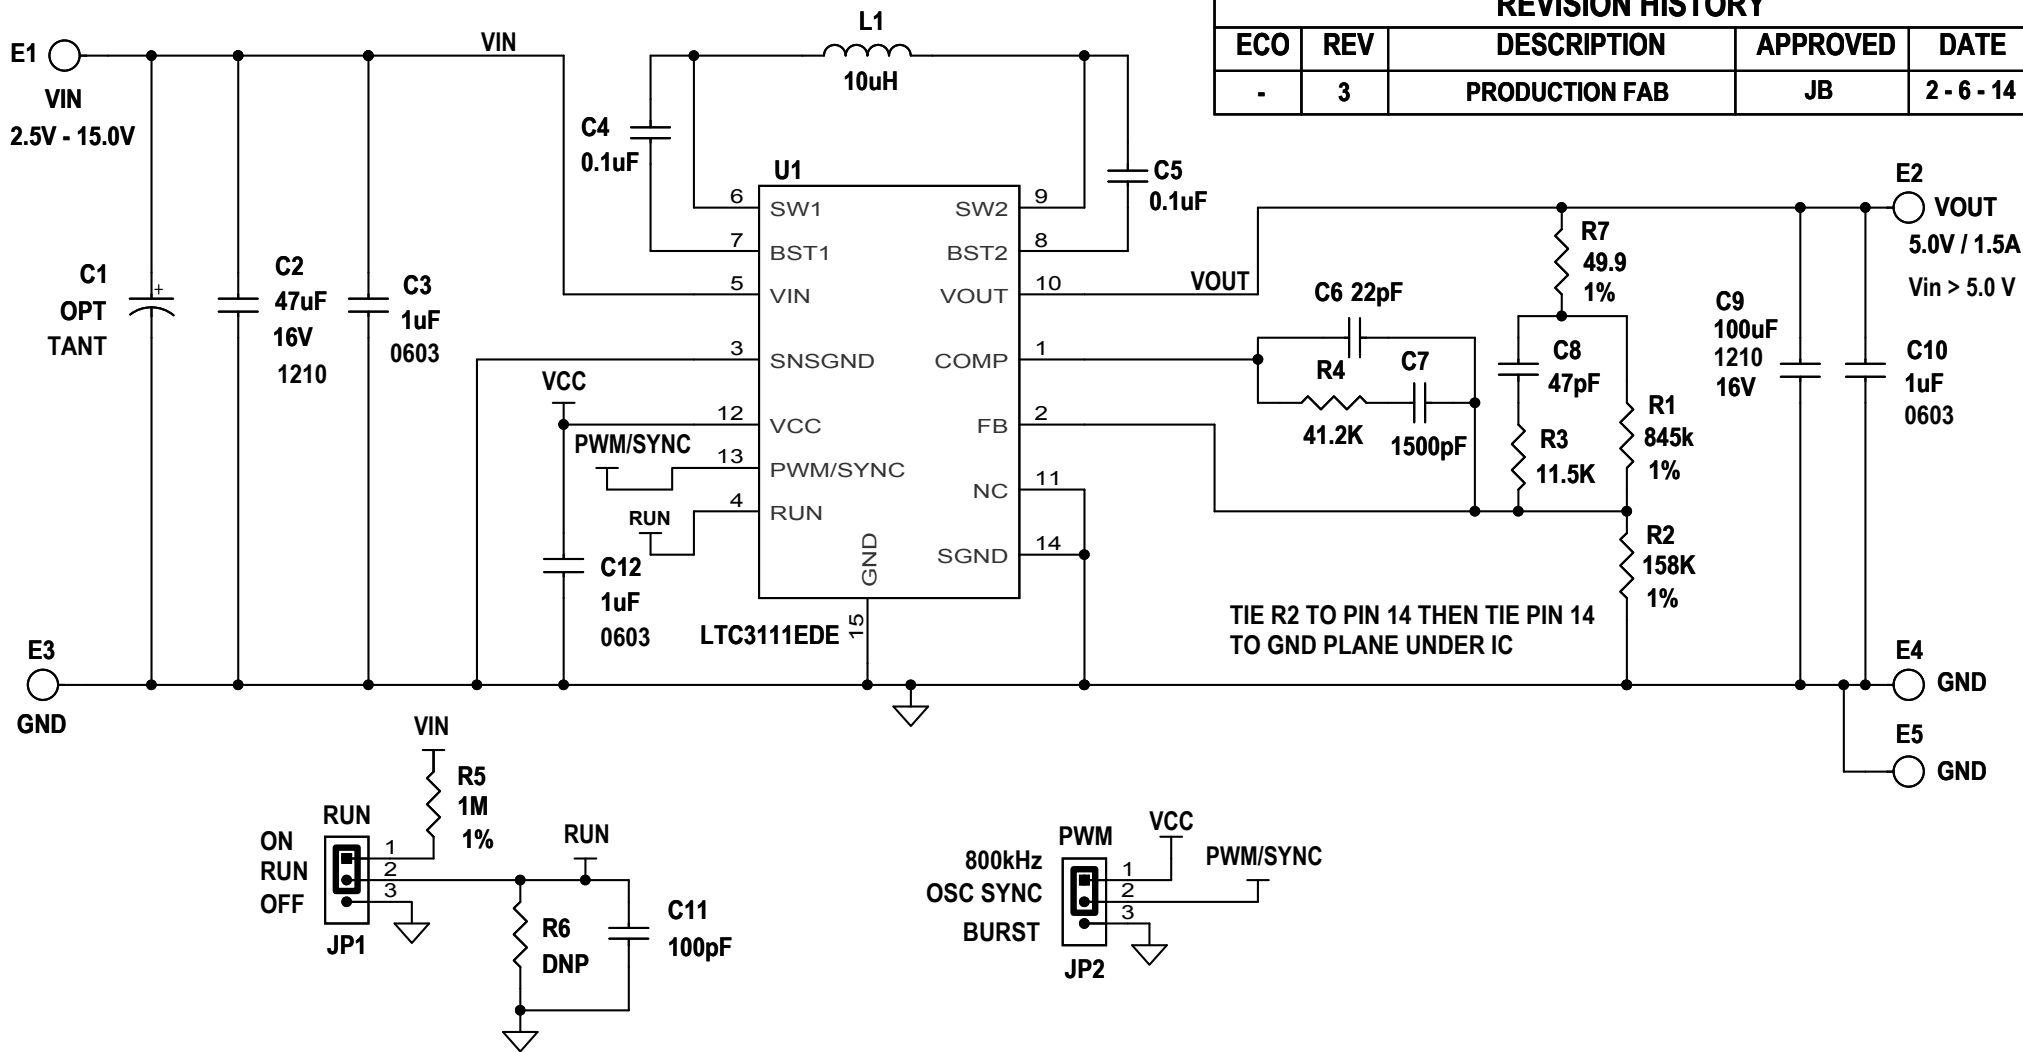 REVISION HISTORY
ECO REV DESCRIPTION APPROVED DATE
- 3 PRODUCTION FAB JB 2 - 6 - 14
E1
VIN
2.5V - 15.0V
VIN
L1
10uH
C4
0.1uF
C5
0.1uF
U1
6 SW1
7 BST1
5 VIN
3 SNSGND
12 VCC
13 PWM/SYNC
4 RUN
SW2 9
BST2 8
VOUT 10
COMP 1
FB 2
NC 11
SGND 14
GND
15
LTC3111EDE
C1
OPT
TANT
+
C2
47uF
16V
1210
C3
1uF
0603
VCC
PWM/SYNC
RUN
C12
1uF
0603
VOUT
C6 22pF
R4
41.2K
C7
1500pF
R7
49.9
1%
C8
47pF
R3
11.5K
R1
845k
1%
R2
158K
1%
C9
100uF
1210
16V
C10
1uF
0603
E2
VOUT
5.0V / 1.5A
Vin > 5.0 V
TIE R2 TO PIN 14 THEN TIE PIN 14
TO GND PLANE UNDER IC
E3
GND
E4
GND
E5
GND
VIN
R5
1M
1%
RUN
ON
RUN
OFF
1
2
3
JP1
RUN
R6
DNP
C11
100pF
PWM
800kHz
OSC SYNC
BURST
1
2
3
JP2
VCC
PWM/SYNC